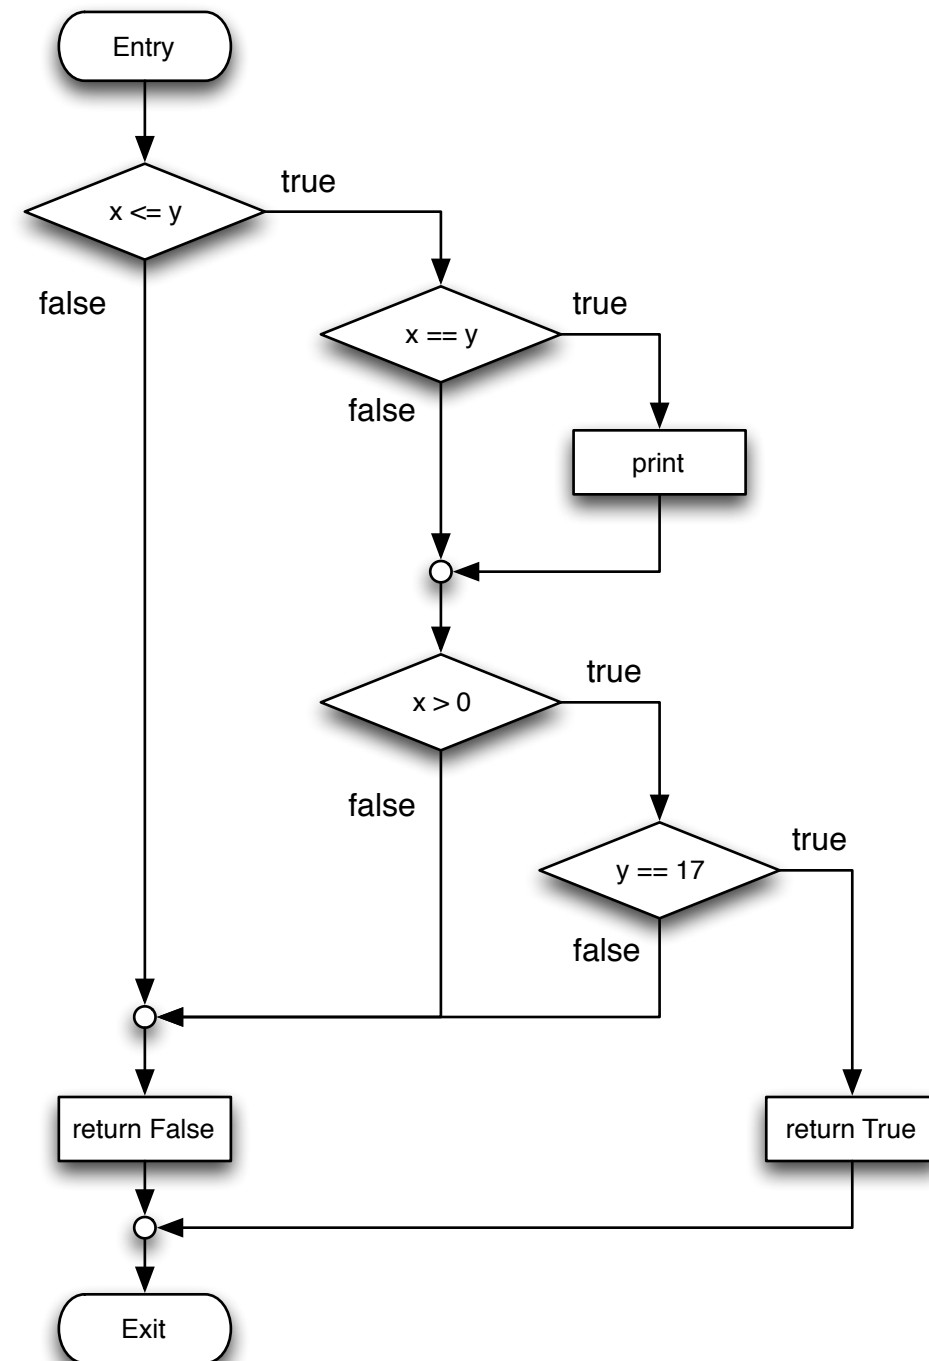 Entry
true
x <= y
false
true
x == y
false
print
true
x > 0
false
true
y == 17
false
return False
return True
Exit